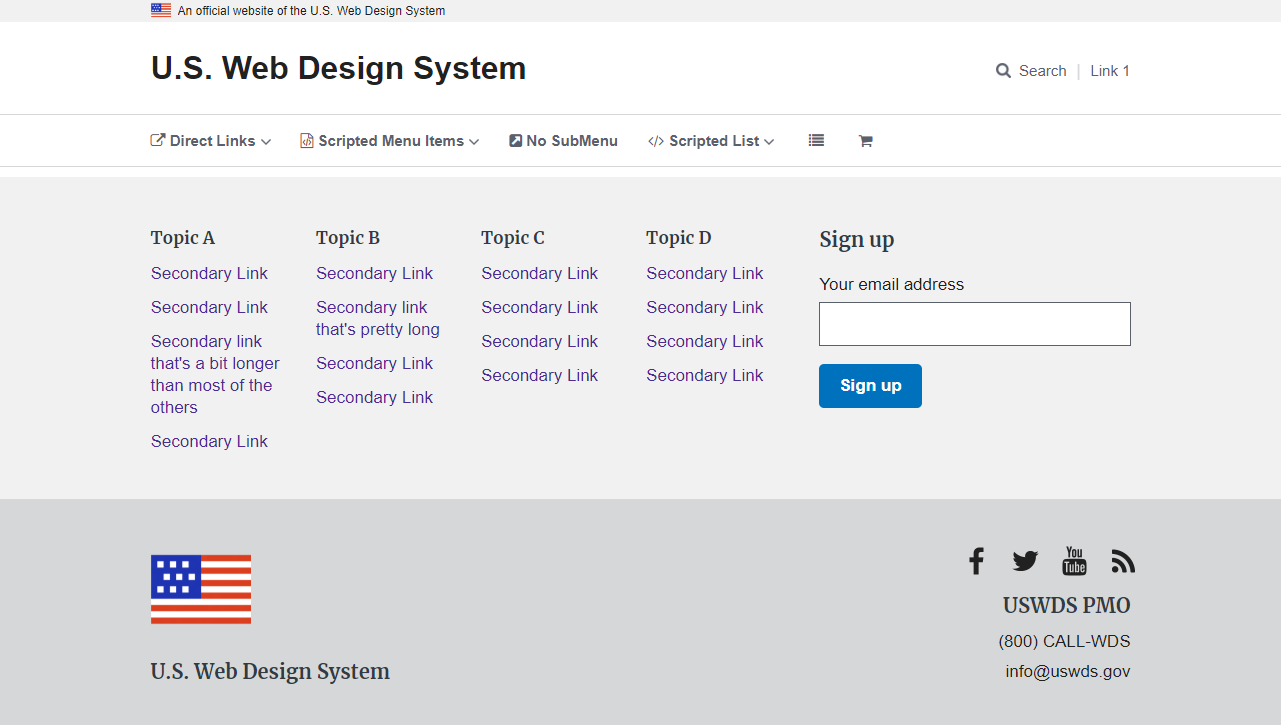 An official website of the U.S. Web Design System
U.S. Web Design System
Search | Link 1
Direct Links
Scripted Menu Items
No SubMenu
Scripted List
Topic A
Secondary Link
Secondary Link
Secondary link
that's a bit longer
than most of the
others
Secondary Link
Topic B
Secondary Link
Secondary link
that's pretty long
Secondary Link
Secondary Link
Topic C
Secondary Link
Secondary Link
Secondary Link
Secondary Link
Topic D
Secondary Link
Secondary Link
Secondary Link
Secondary Link
Sign up
Your email address
Sign up
You
Tube
U.S. Web Design System
USWDS PMO
(800) CALL-WDS
info@uswds.gov